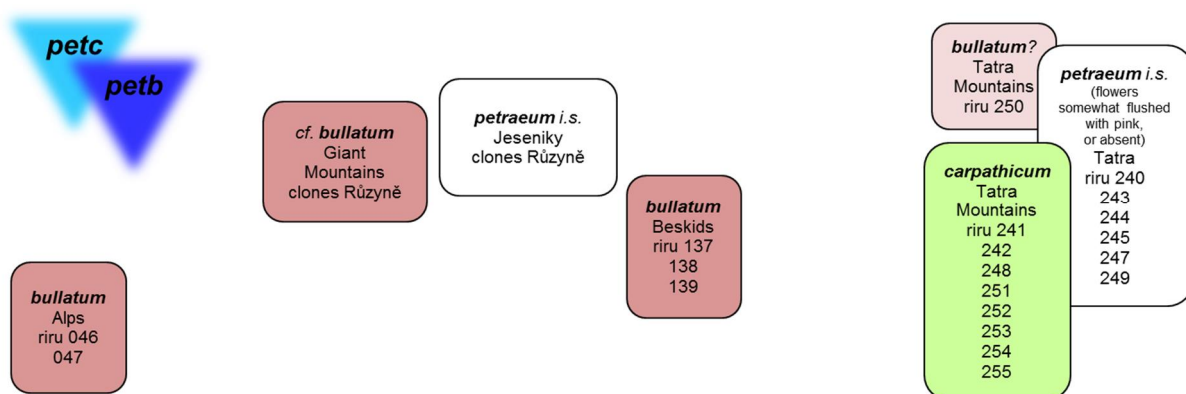 petc
petb
bullatum
Alps
riru 046
047
cf. bullatum
Giant
Mountains
clones Růzyně
petraeum i.s.
Jeseniky
clones Růzyně
bullatum
Beskids
riru 137
138
139
bullatum?
Tatra
Mountains
riru 250
petraeum i.s.
(flowers
somewhat flushed
with pink,
or absent)
Tatra
riru 240
243
244
245
247
249
carpathicum
Tatra
Mountains
riru 241
242
248
251
252
253
254
255